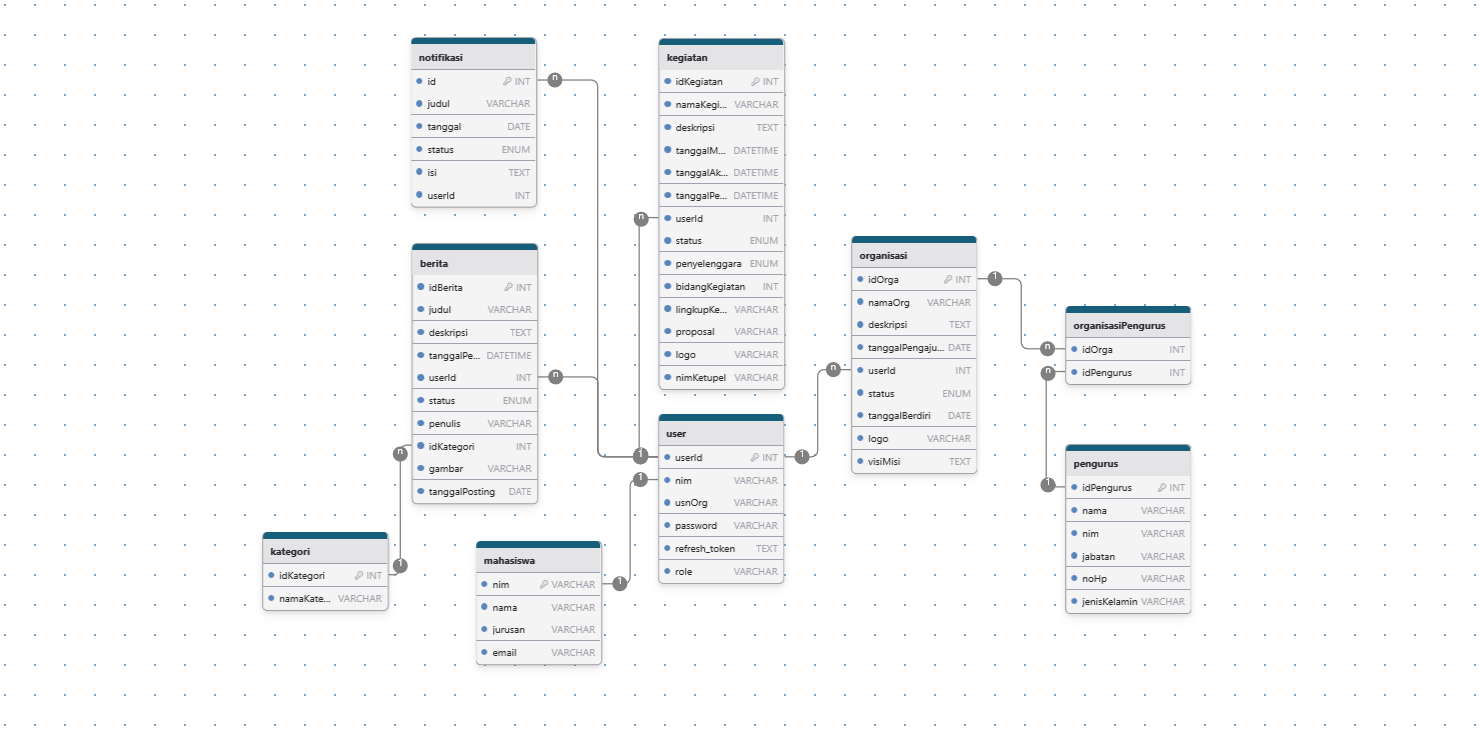 notifikasi
id INT
judul VARCHAR
tanggal DATE
status ENUM
isi TEXT
userId INT
n
kegiatan
idKegiatan INT
namaKegi... VARCHAR
deskripsi TEXT
tanggalM... DATETIME
tanggalAk... DATETIME
tanggalPe... DATETIME
userId INT
status ENUM
penyelenggara ENUM
bidangKegiatan INT
lingkupKe... VARCHAR
proposal VARCHAR
logo VARCHAR
nimKetupel VARCHAR
n
berita
idBerita INT
judul VARCHAR
deskripsi TEXT
tanggalPe... DATETIME
userId INT
status ENUM
penulis VARCHAR
idKategori INT
gambar VARCHAR
tanggalPosting DATE
n
n
organisasi
idOrga INT
namaOrg VARCHAR
deskripsi TEXT
tanggalPengaju... DATE
userId INT
status ENUM
tanggalBerdiri DATE
logo VARCHAR
visiMisi TEXT
1
n
organisasiPengurus
idOrga INT
idPengurus INT
n
n
user
userId INT
nim VARCHAR
usnOrg VARCHAR
password VARCHAR
refresh_token TEXT
role VARCHAR
1
1
1
pengurus
idPengurus INT
nama VARCHAR
nim VARCHAR
jabatan VARCHAR
noHp VARCHAR
jenisKelamin VARCHAR
1
kategori
idKategori INT
namaKate... VARCHAR
1
mahasiswa
nim VARCHAR
nama VARCHAR
jurusan VARCHAR
email VARCHAR
1